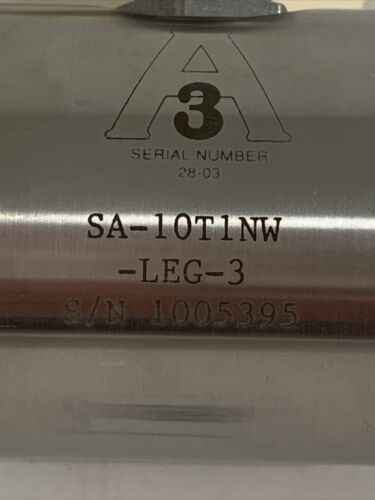 A
3
SERIAL NUMBER
28-03
SA-10T1NW
-LEG-3
S/N 1005395